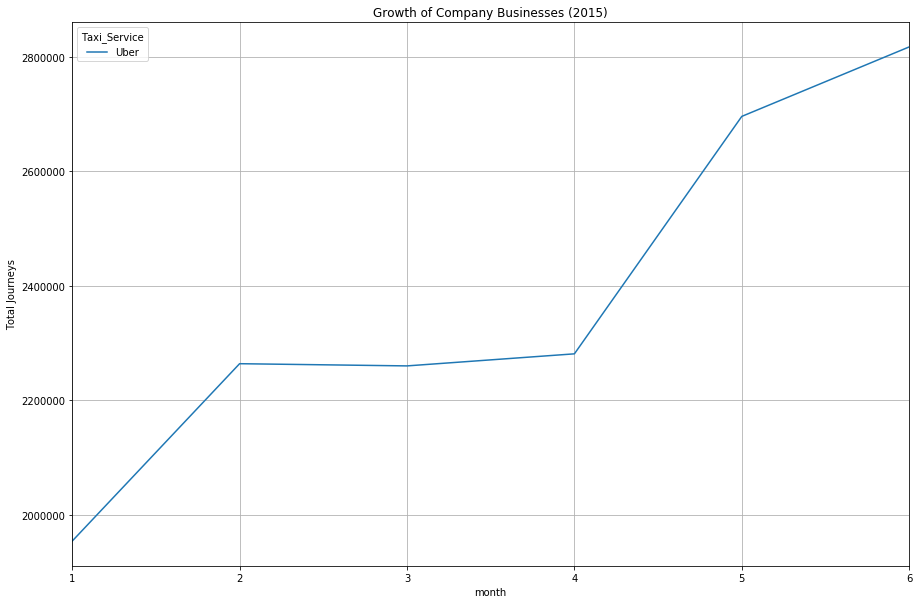 Growth of Company Businesses (2015)
Taxi_Service
Uber
2800000
2600000
2400000
2200000
2000000
Total Journeys
1 2 3 4 5 6
month